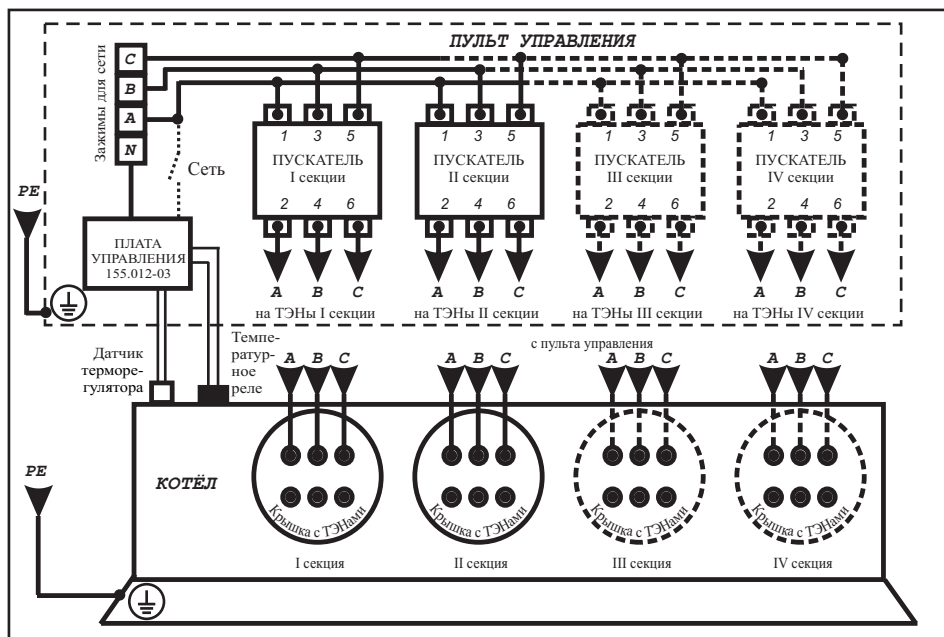 ПУЛЬТ УПРАВЛЕНИЯ
Зажимы для сети
C
B
A
N
Сеть
PE
1 3 5
ПУСКАТЕЛЬ
I секции
2 4 6
1 3 5
ПУСКАТЕЛЬ
II секции
2 4 6
1 3 5
ПУСКАТЕЛЬ
III секции
2 4 6
1 3 5
ПУСКАТЕЛЬ
IV секции
2 4 6
ПЛАТА
УПРАВЛЕНИЯ
155.012-03
A B C
A B C
A B C
A B C
на ТЭНы I секции
на ТЭНы II секции
на ТЭНы III секции
на ТЭНы IV секции
с пульта управления
Датчик
терморе-
гулятора
Темпе-
ратур-
ное
реле
A B C
A B C
A B C
A B C
PE
КОТЁЛ
Крышка с ТЭНами
Крышка с ТЭНами
Крышка с ТЭНами
Крышка с ТЭНами
I секция
II секция
III секция
IV секция